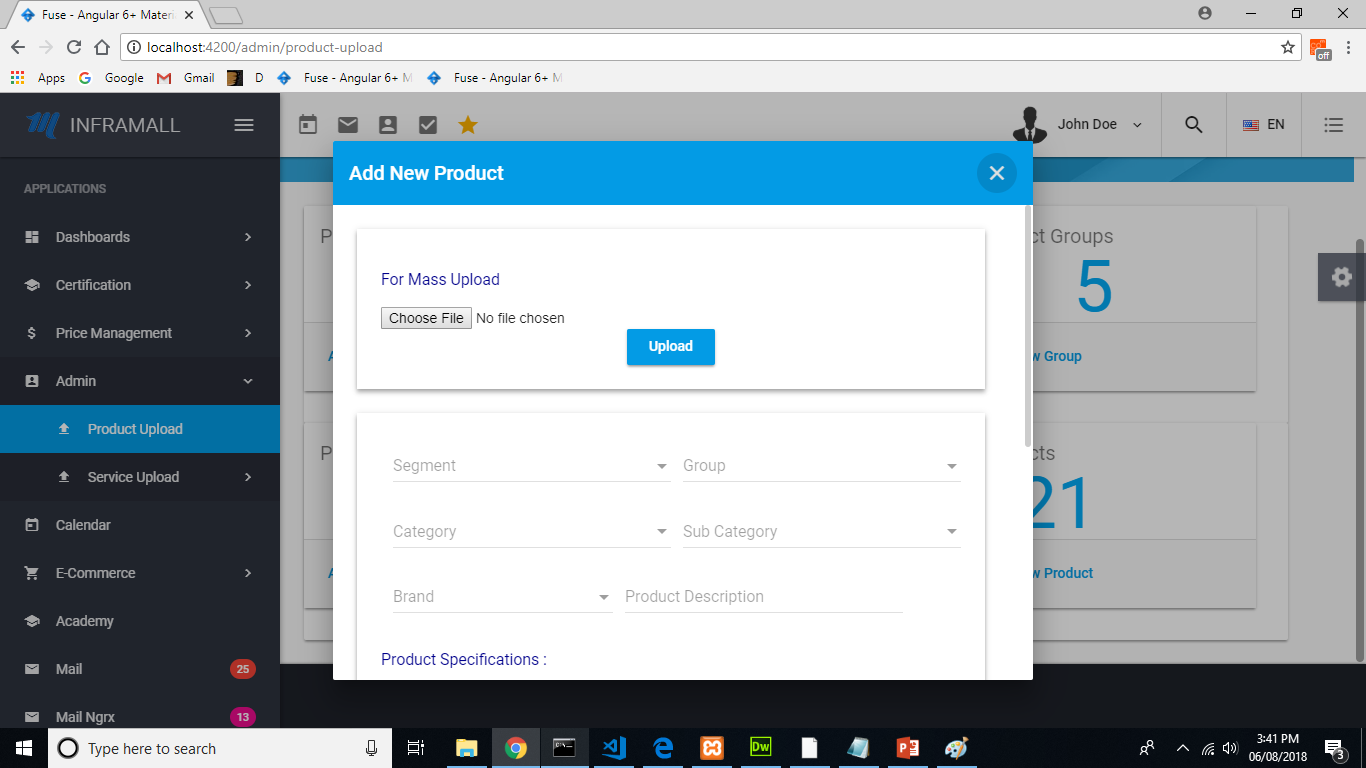 Fuse - Angular 6+ Materi
localhost:4200/admin/product-upload
Apps Google Gmail D Fuse - Angular 6+ M Fuse - Angular 6+ M
INFRAMALL
John Doe
EN
APPLICATIONS
Dashboards
Certification
Price Management
Admin
Product Upload
Service Upload
Calendar
E-Commerce
Academy
Mail 25
Mail Ngrx 13
Add New Product
For Mass Upload
Choose File No file chosen
Upload
Segment Group
Category Sub Category
Brand Product Description
Product Specifications :
P
ct Groups
5
A
w Group
P
cts
21
A
w Product
Type here to search
Dw
3:41 PM
06/08/2018
3
off